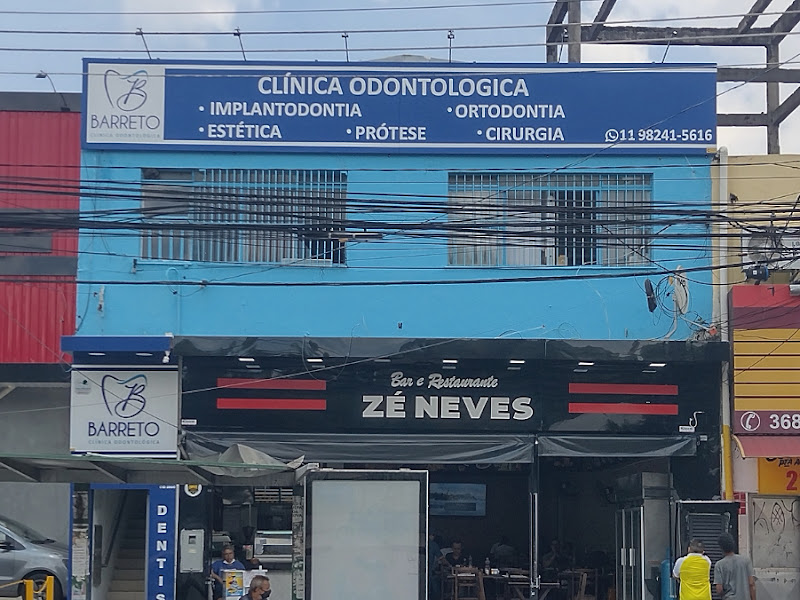 CLÍNICA ODONTOLOGICA
B
BARRETO
CLÍNICA ODONTOLÓGICA
• IMPLANTODONTIA • ORTODONTIA
• ESTÉTICA • PRÓTESE • CIRURGIA
11 98241-5616
Bar e Restaurante
ZÉ NEVES
B
BARRETO
CLÍNICA ODONTOLÓGICA
DENTIS
368
2